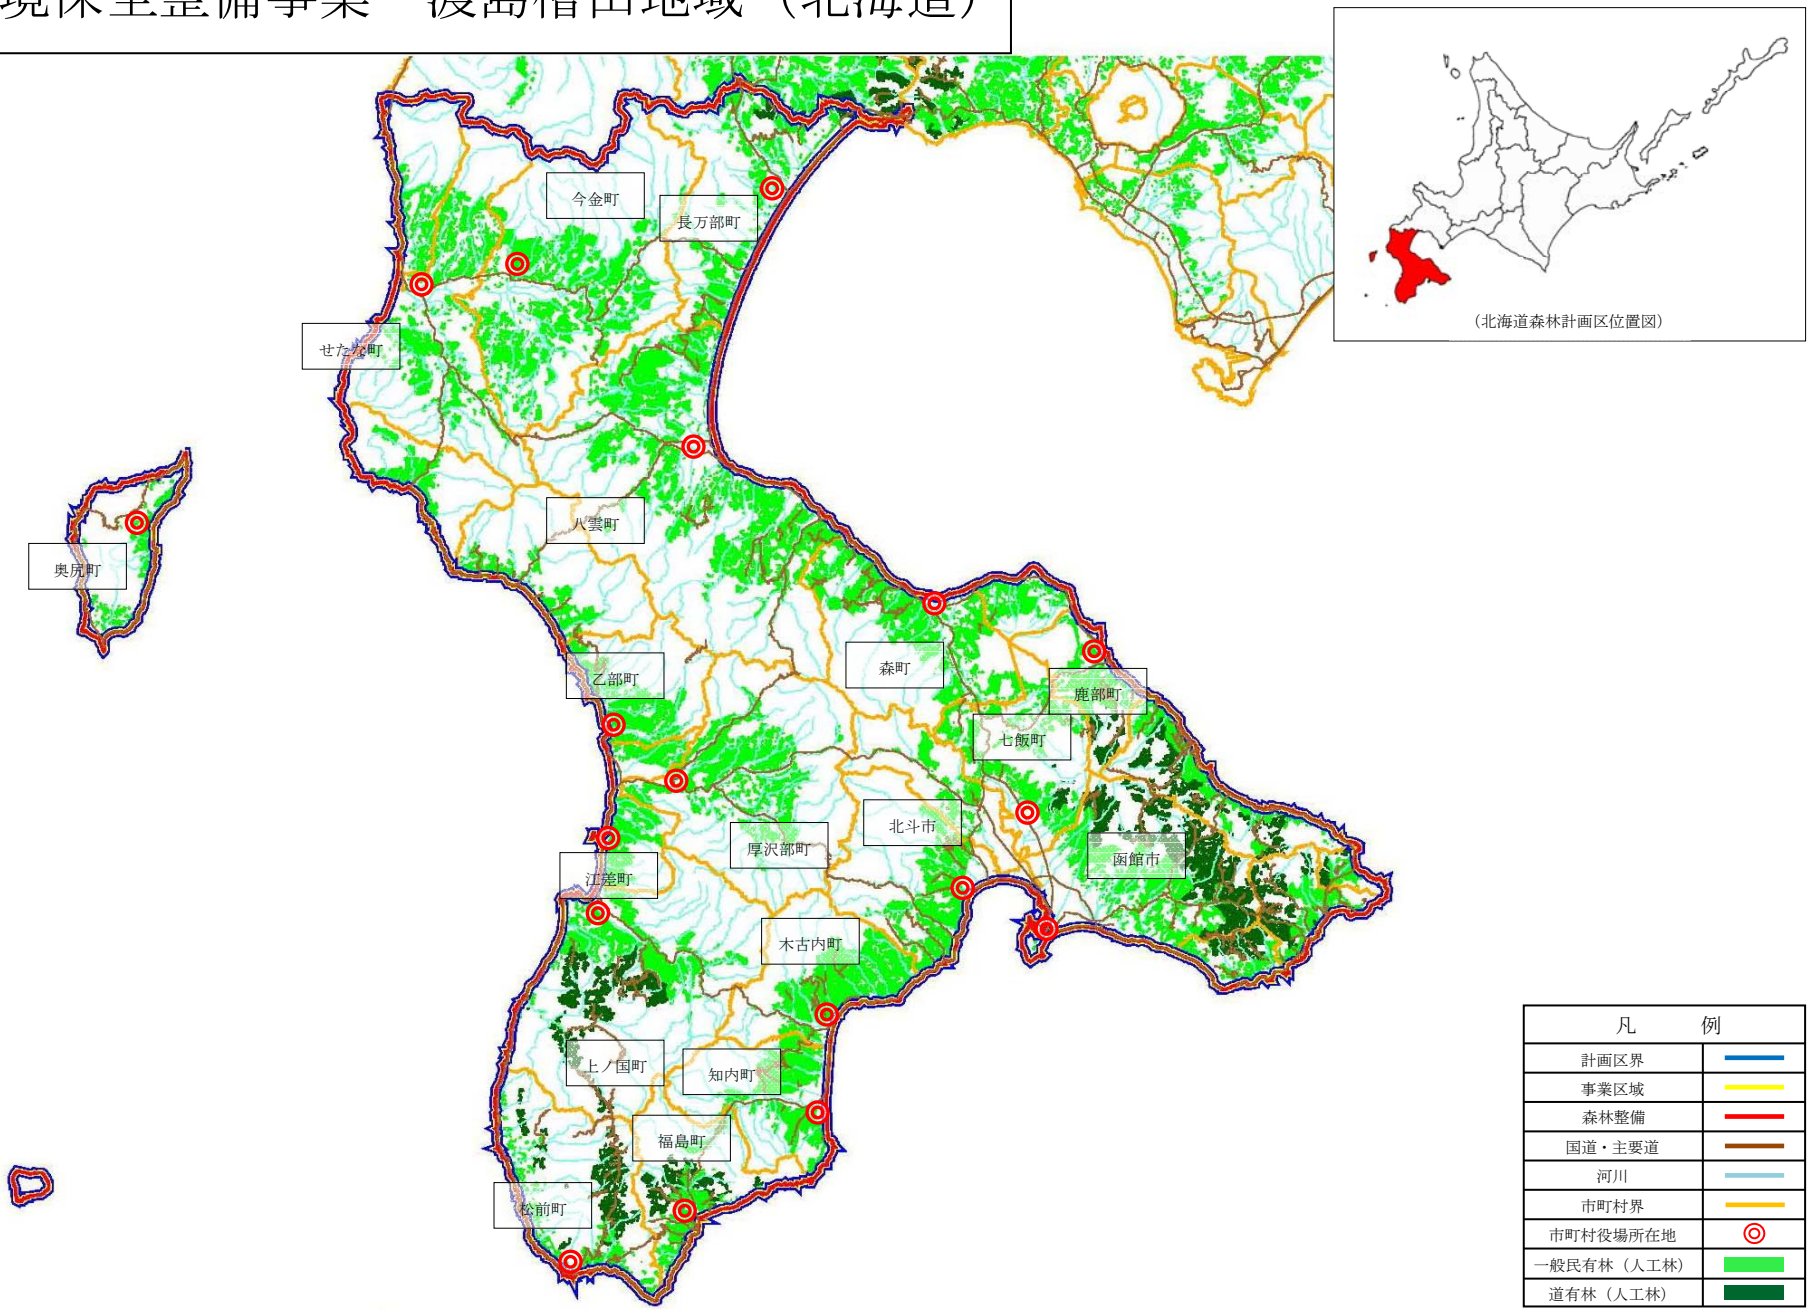 境保全整備事業 渡島檜山地域（北海道）
（北海道森林計画区位置図）
今金町
長万部町
せたな町
八雲町
奥尻町
乙部町
森町
鹿部町
七飯町
北斗市
厚沢部町
函館市
江差町
木古内町
上ノ国町
知内町
福島町
松前町
凡 例
計画区界
事業区域
森林整備
国道・主要道
河川
市町村界
市町村役場所在地
一般民有林（人工林）
道有林（人工林）